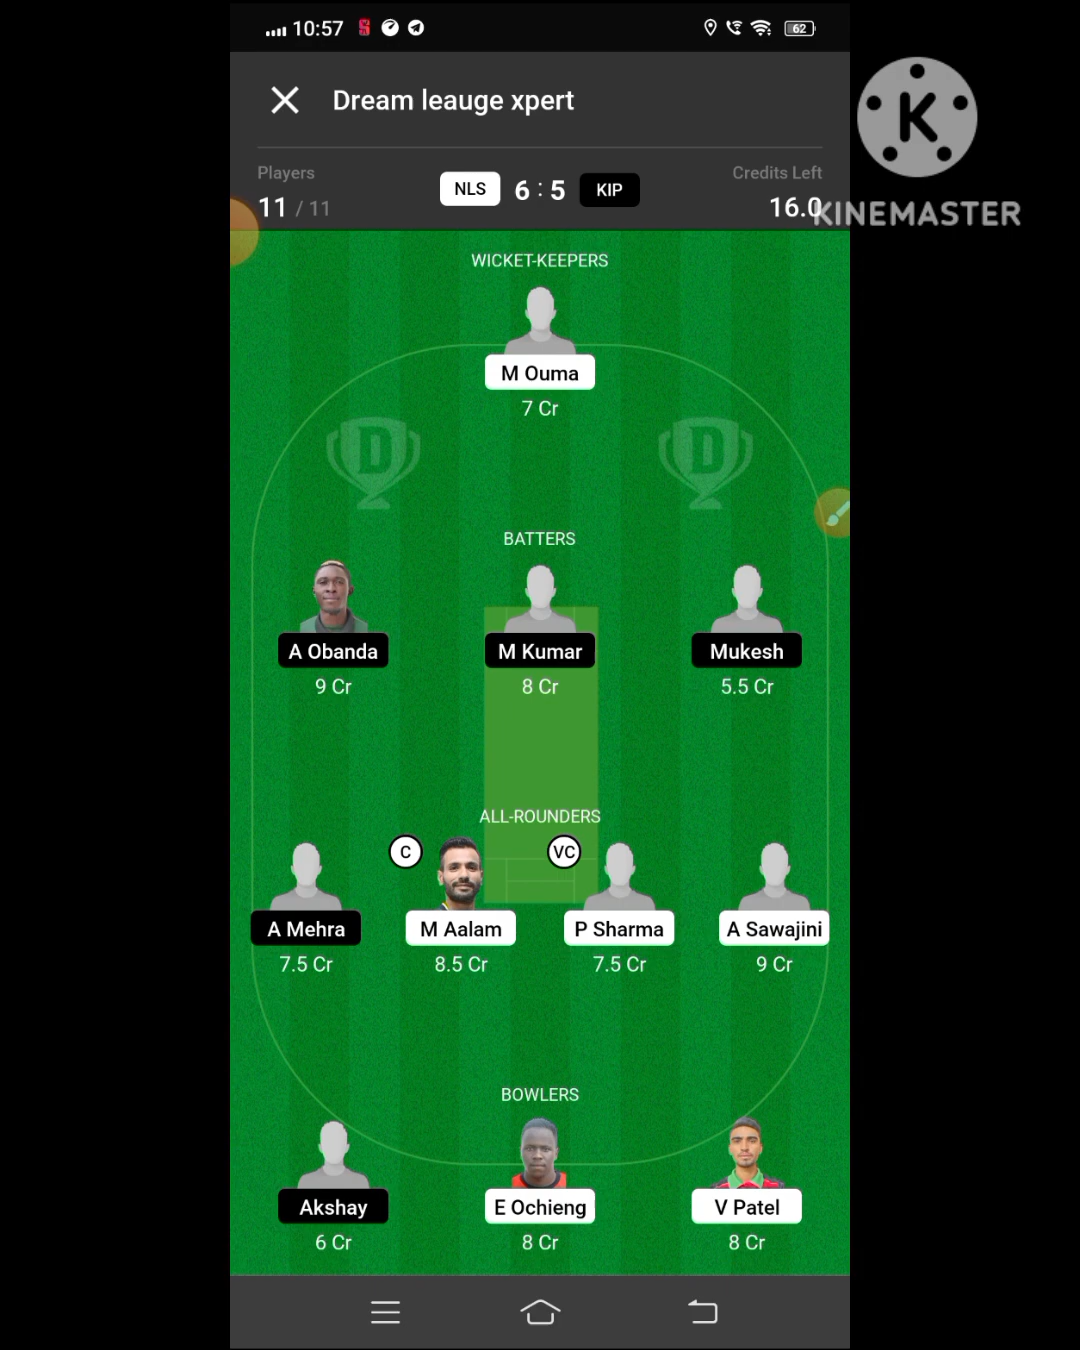 10:57
62
Dream leauge xpert
K
KINEMASTER
Players
11 / 11
NLS 6 : 5 KIP
Credits Left
16.0
WICKET-KEEPERS
M Ouma
7 Cr
D D
BATTERS
A Obanda M Kumar Mukesh
9 Cr 8 Cr 5.5 Cr
ALL-ROUNDERS
C VC
A Mehra M Aalam P Sharma A Sawajini
7.5 Cr 8.5 Cr 7.5 Cr 9 Cr
BOWLERS
Akshay E Ochieng V Patel
6 Cr 8 Cr 8 Cr